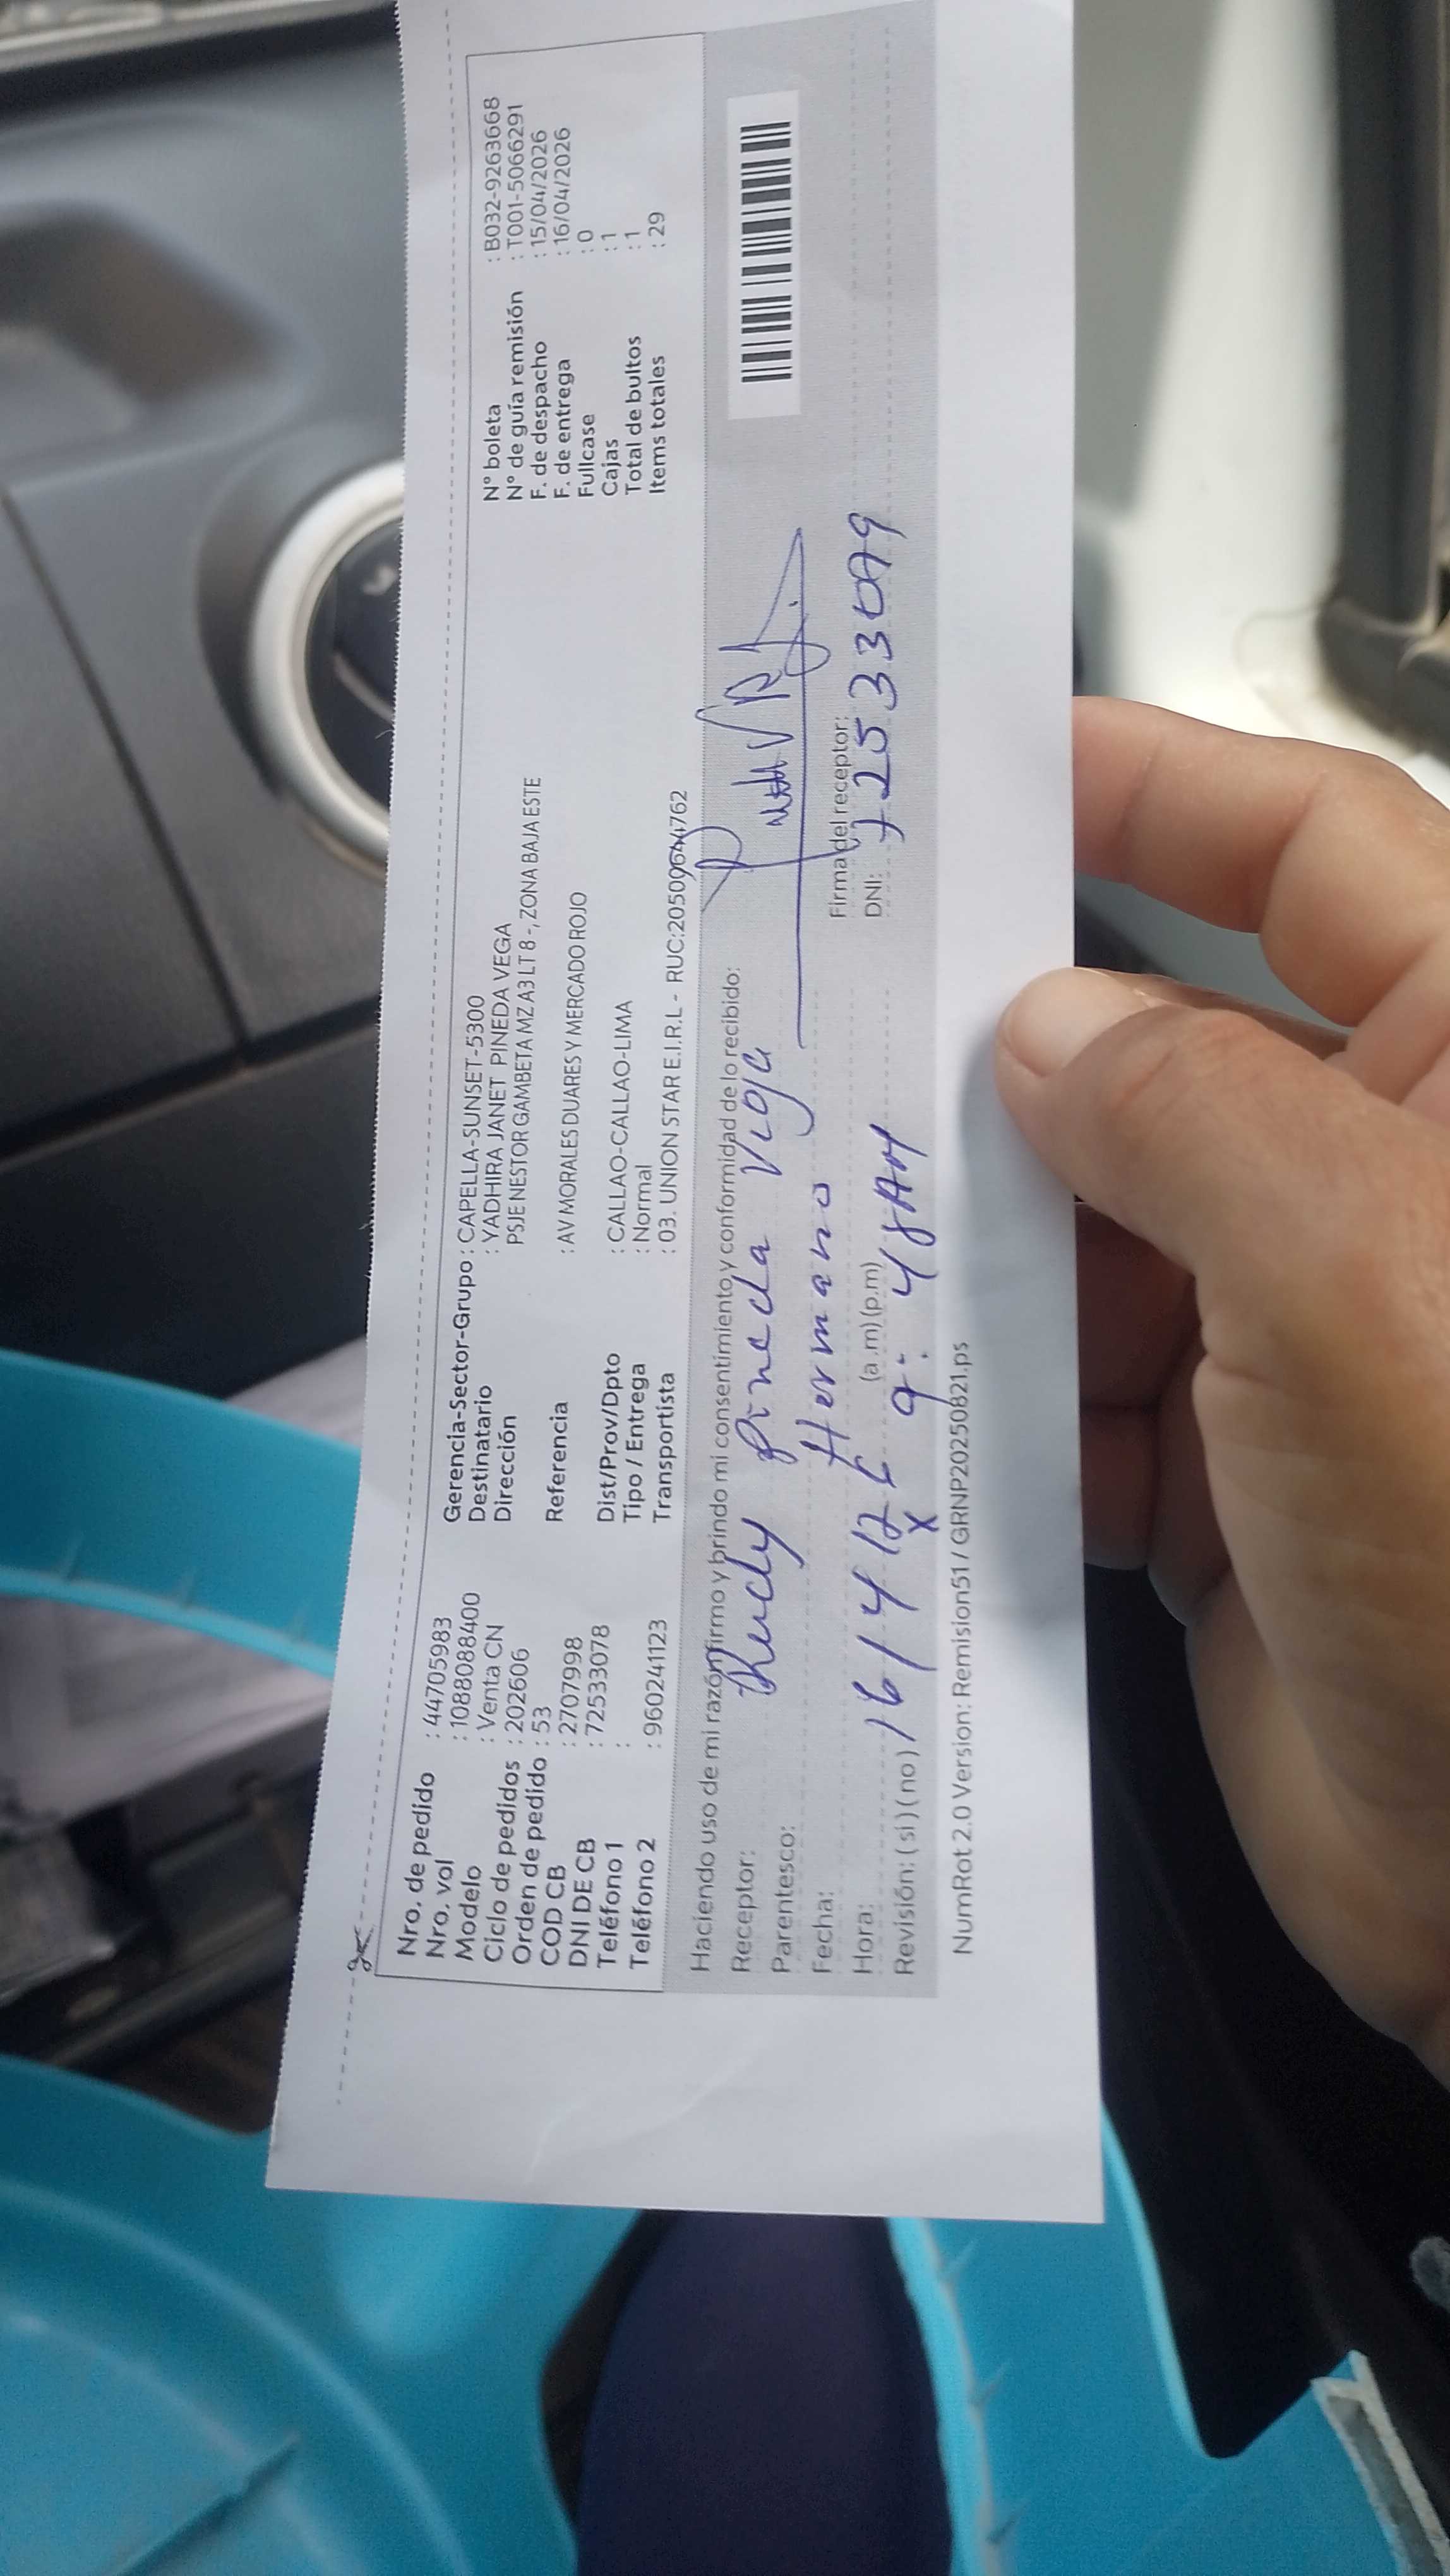 Nro. de pedido : 44705983
Nro. vol : 1088088400
Modelo : Venta CN
Ciclo de pedidos : 202606
Orden de pedido : 53
COD CB : 2707998
DNI DE CB : 72533078
Teléfono 1 :
Teléfono 2 : 960241123
Gerencia-Sector-Grupo : CAPELLA-SUNSET-5300
Destinatario : YADHIRA JANET PINEDA VEGA
Dirección PSJE NESTOR GAMBETA MZ A3 LT 8 -, ZONA BAJA ESTE
Referencia : AV MORALES DUARES Y MERCADO ROJO
Dist/Prov/Dpto : CALLAO-CALLAO-LIMA
Tipo / Entrega : Normal
Transportista : 03. UNION STAR E.I.R.L - RUC:20509644762
N° boleta : B032-9263668
N° de guía remisión : T001-5066291
F. de despacho : 15/04/2026
F. de entrega : 16/04/2026
Fullcase : 0
Cajas : 1
Total de bultos : 1
Items totales : 29
Haciendo uso de mi razón firmo y brindo mi consentimiento y conformidad de lo recibido:
Receptor: Pineda
Parentesco: Hermano
Fecha: 16/4/26
Hora: (a.m) (p.m) 9:48AM
Revisión: (si) (no) x
Firma del receptor:
DNI: 72533079
NumRot 2.0 Version: Remision51 / GRNP20250821.ps